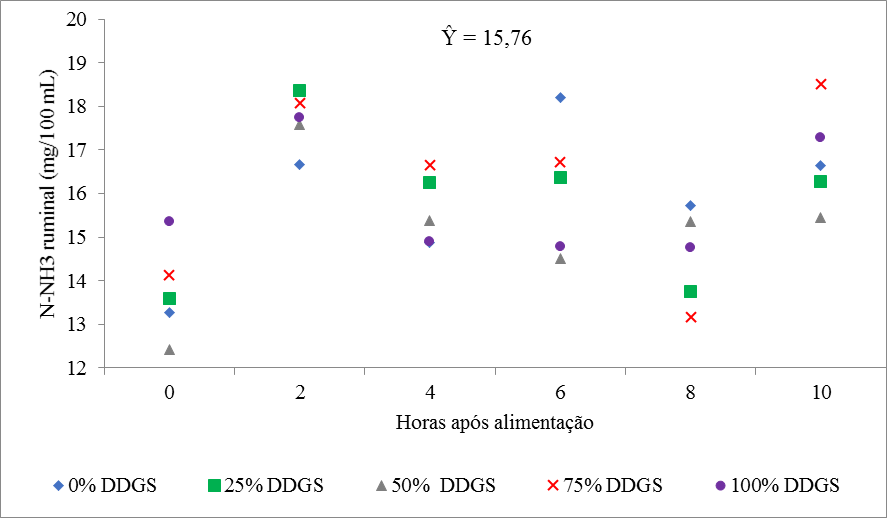 Ŷ = 15,76
N-NH3 ruminal (mg/100 mL)
20
19
18
17
16
15
14
13
12
0 2 4 6 8 10
Horas após alimentação
0% DDGS 25% DDGS 50% DDGS 75% DDGS 100% DDGS